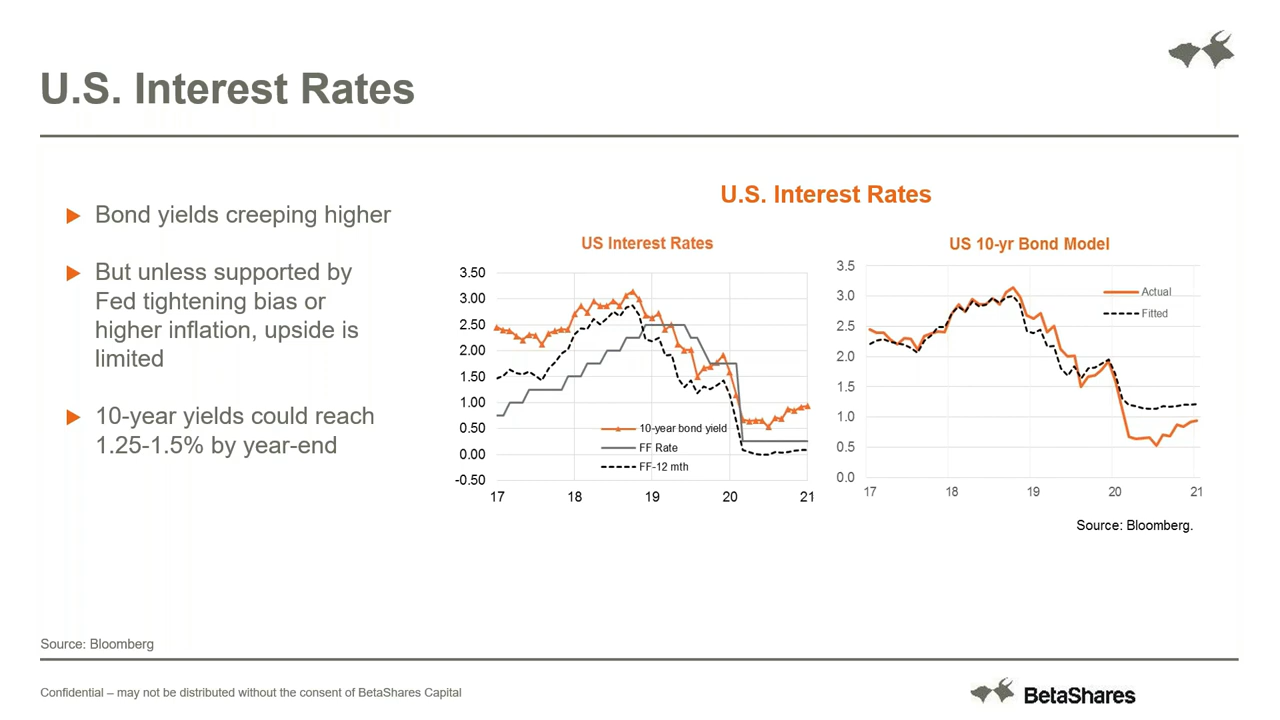 U.S. Interest Rates
Bond yields creeping higher
But unless supported by
Fed tightening bias or
higher inflation, upside is
limited
10-year yields could reach
1.25-1.5% by year-end
U.S. Interest Rates
US Interest Rates
3.50
3.00
2.50
2.00
1.50
1.00
0.50
0.00
-0.50
17 18 19 20 21
10-year bond yield
FF Rate
FF-12 mth
US 10-yr Bond Model
3.5
3.0
2.5
2.0
1.5
1.0
0.5
0.0
17 18 19 20 21
Actual
Fitted
Source: Bloomberg.
Source: Bloomberg
Confidential – may not be distributed without the consent of BetaShares Capital
BetaShares